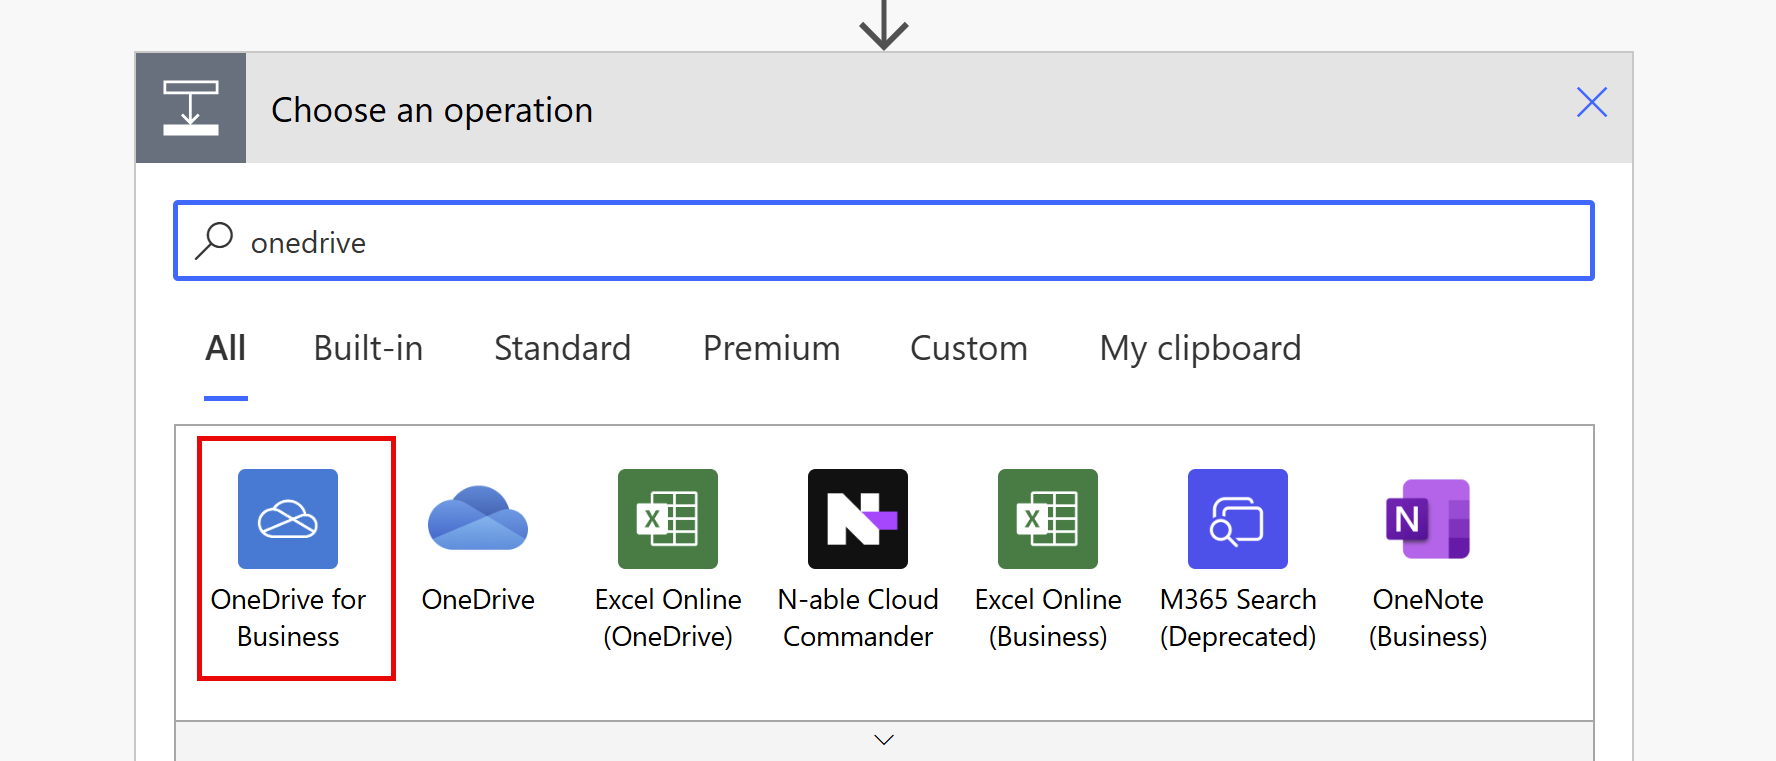 Choose an operation
onedrive
All Built-in Standard Premium Custom My clipboard
OneDrive for
Business
OneDrive
Excel Online
(OneDrive)
N-able Cloud
Commander
Excel Online
(Business)
M365 Search
(Deprecated)
OneNote
(Business)